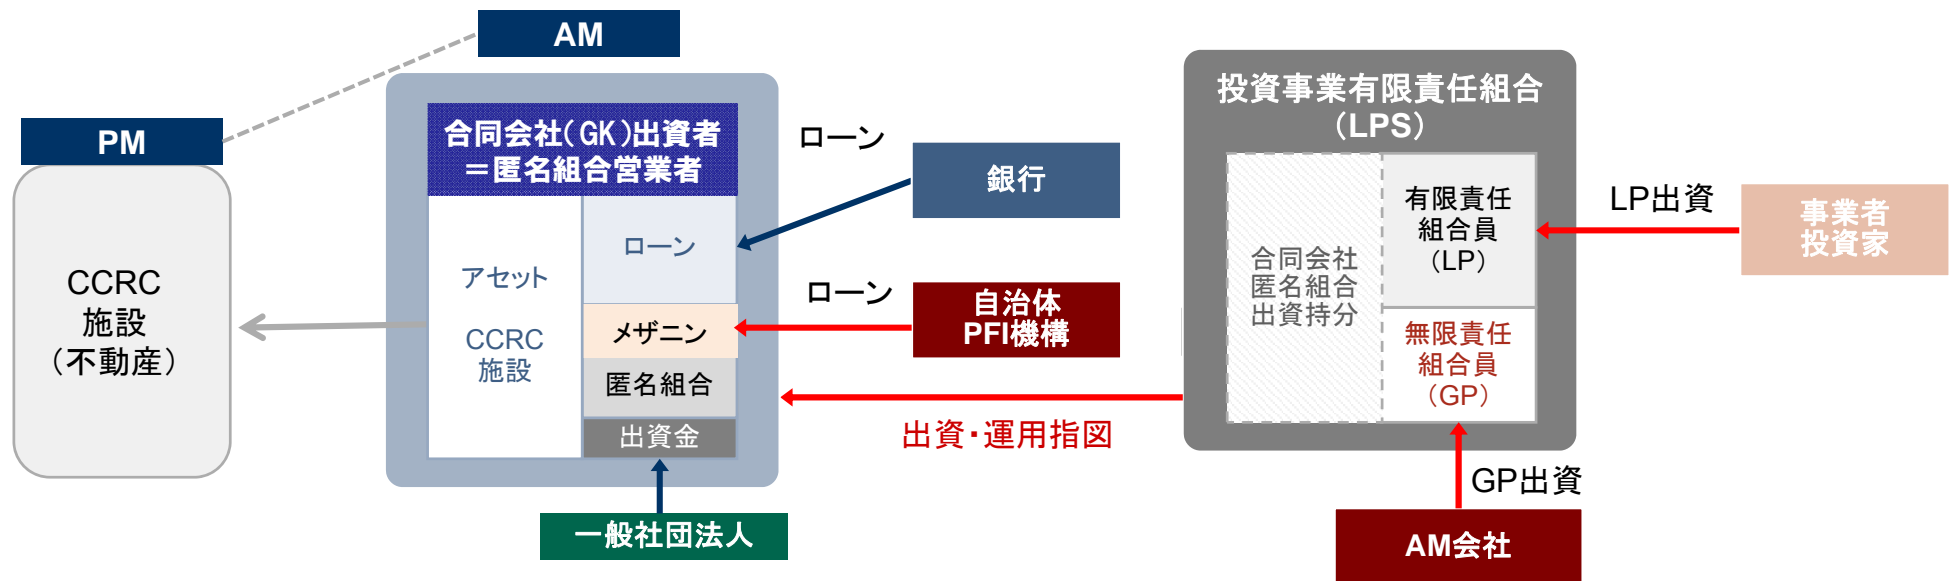 AM
PM
CCRC
施設
（不動産）
合同会社（GK）出資者
＝匿名組合営業者
アセット
CCRC
施設
ローン
メザニン
匿名組合
出資金
一般社団法人
ローン
銀行
ローン
自治体
PFI機構
出資・運用指図
投資事業有限責任組合
（LPS）
合同会社
匿名組合
出資持分
有限責任
組合員
（LP）
無限責任
組合員
（GP）
LP出資
事業者
投資家
GP出資
AM会社